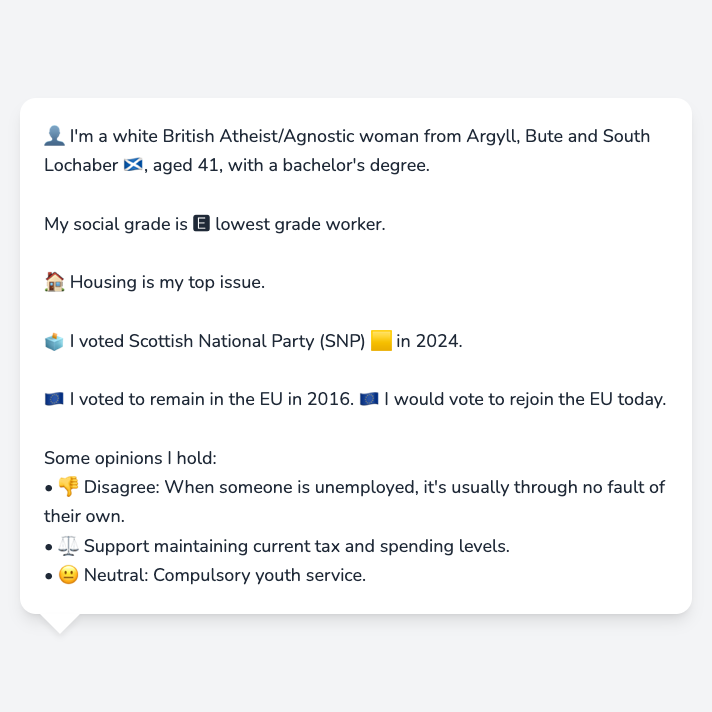 👤 I'm a white British Atheist/Agnostic woman from Argyll, Bute and South
Lochaber 🏴󠁧󠁢󠁳󠁣󠁴󠁿, aged 41, with a bachelor's degree.
My social grade is 🅴 lowest grade worker.
🏠 Housing is my top issue.
🗳️ I voted Scottish National Party (SNP) 🟨 in 2024.
🇪🇺 I voted to remain in the EU in 2016. 🇪🇺 I would vote to rejoin the EU today.
Some opinions I hold:
• 👎 Disagree: When someone is unemployed, it's usually through no fault of
their own.
• ⚖️ Support maintaining current tax and spending levels.
• 😐 Neutral: Compulsory youth service.